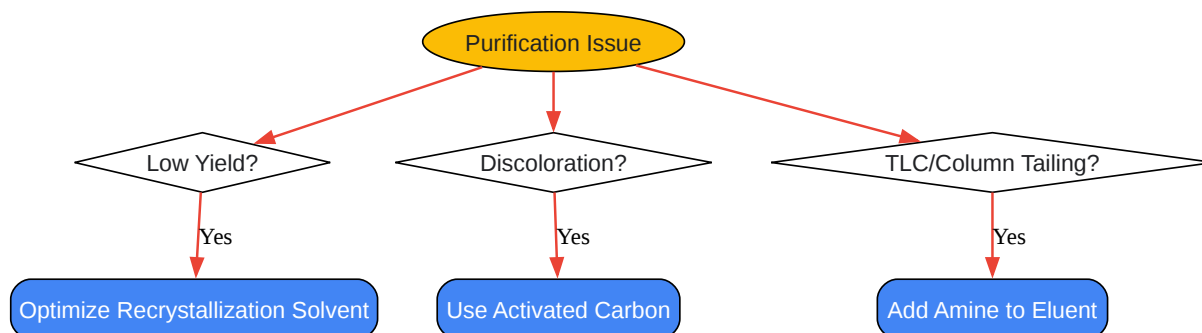 Purification Issue
Low Yield?
Discoloration?
TLC/Column Tailing?
Yes
Yes
Yes
Optimize Recrystallization Solvent
Use Activated Carbon
Add Amine to Eluent